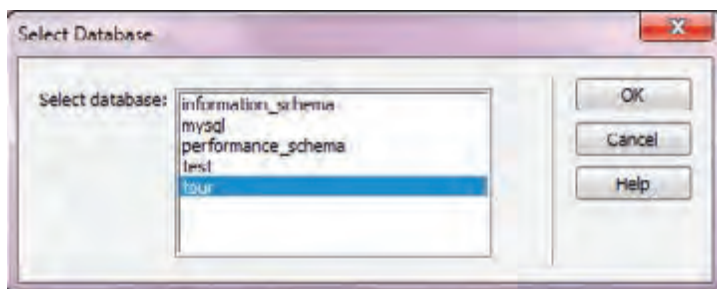 Select Database
Select database:
information_schema
mysql
performance_schema
test
tour
OK
Cancel
Help